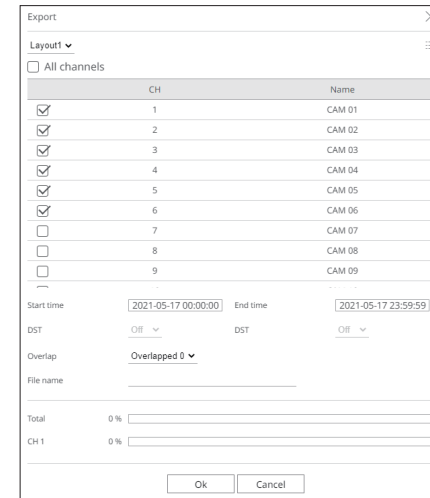 Export
Layout1
All channels
CH Name
1 CAM 01
2 CAM 02
3 CAM 03
4 CAM 04
5 CAM 05
6 CAM 06
7 CAM 07
8 CAM 08
9 CAM 09
Start time 2021-05-17 00:00:00 End time 2021-05-17 23:59:59
DST Off DST Off
Overlap Overlapped 0
File name
Total 0 %
CH 1 0 %
Ok Cancel